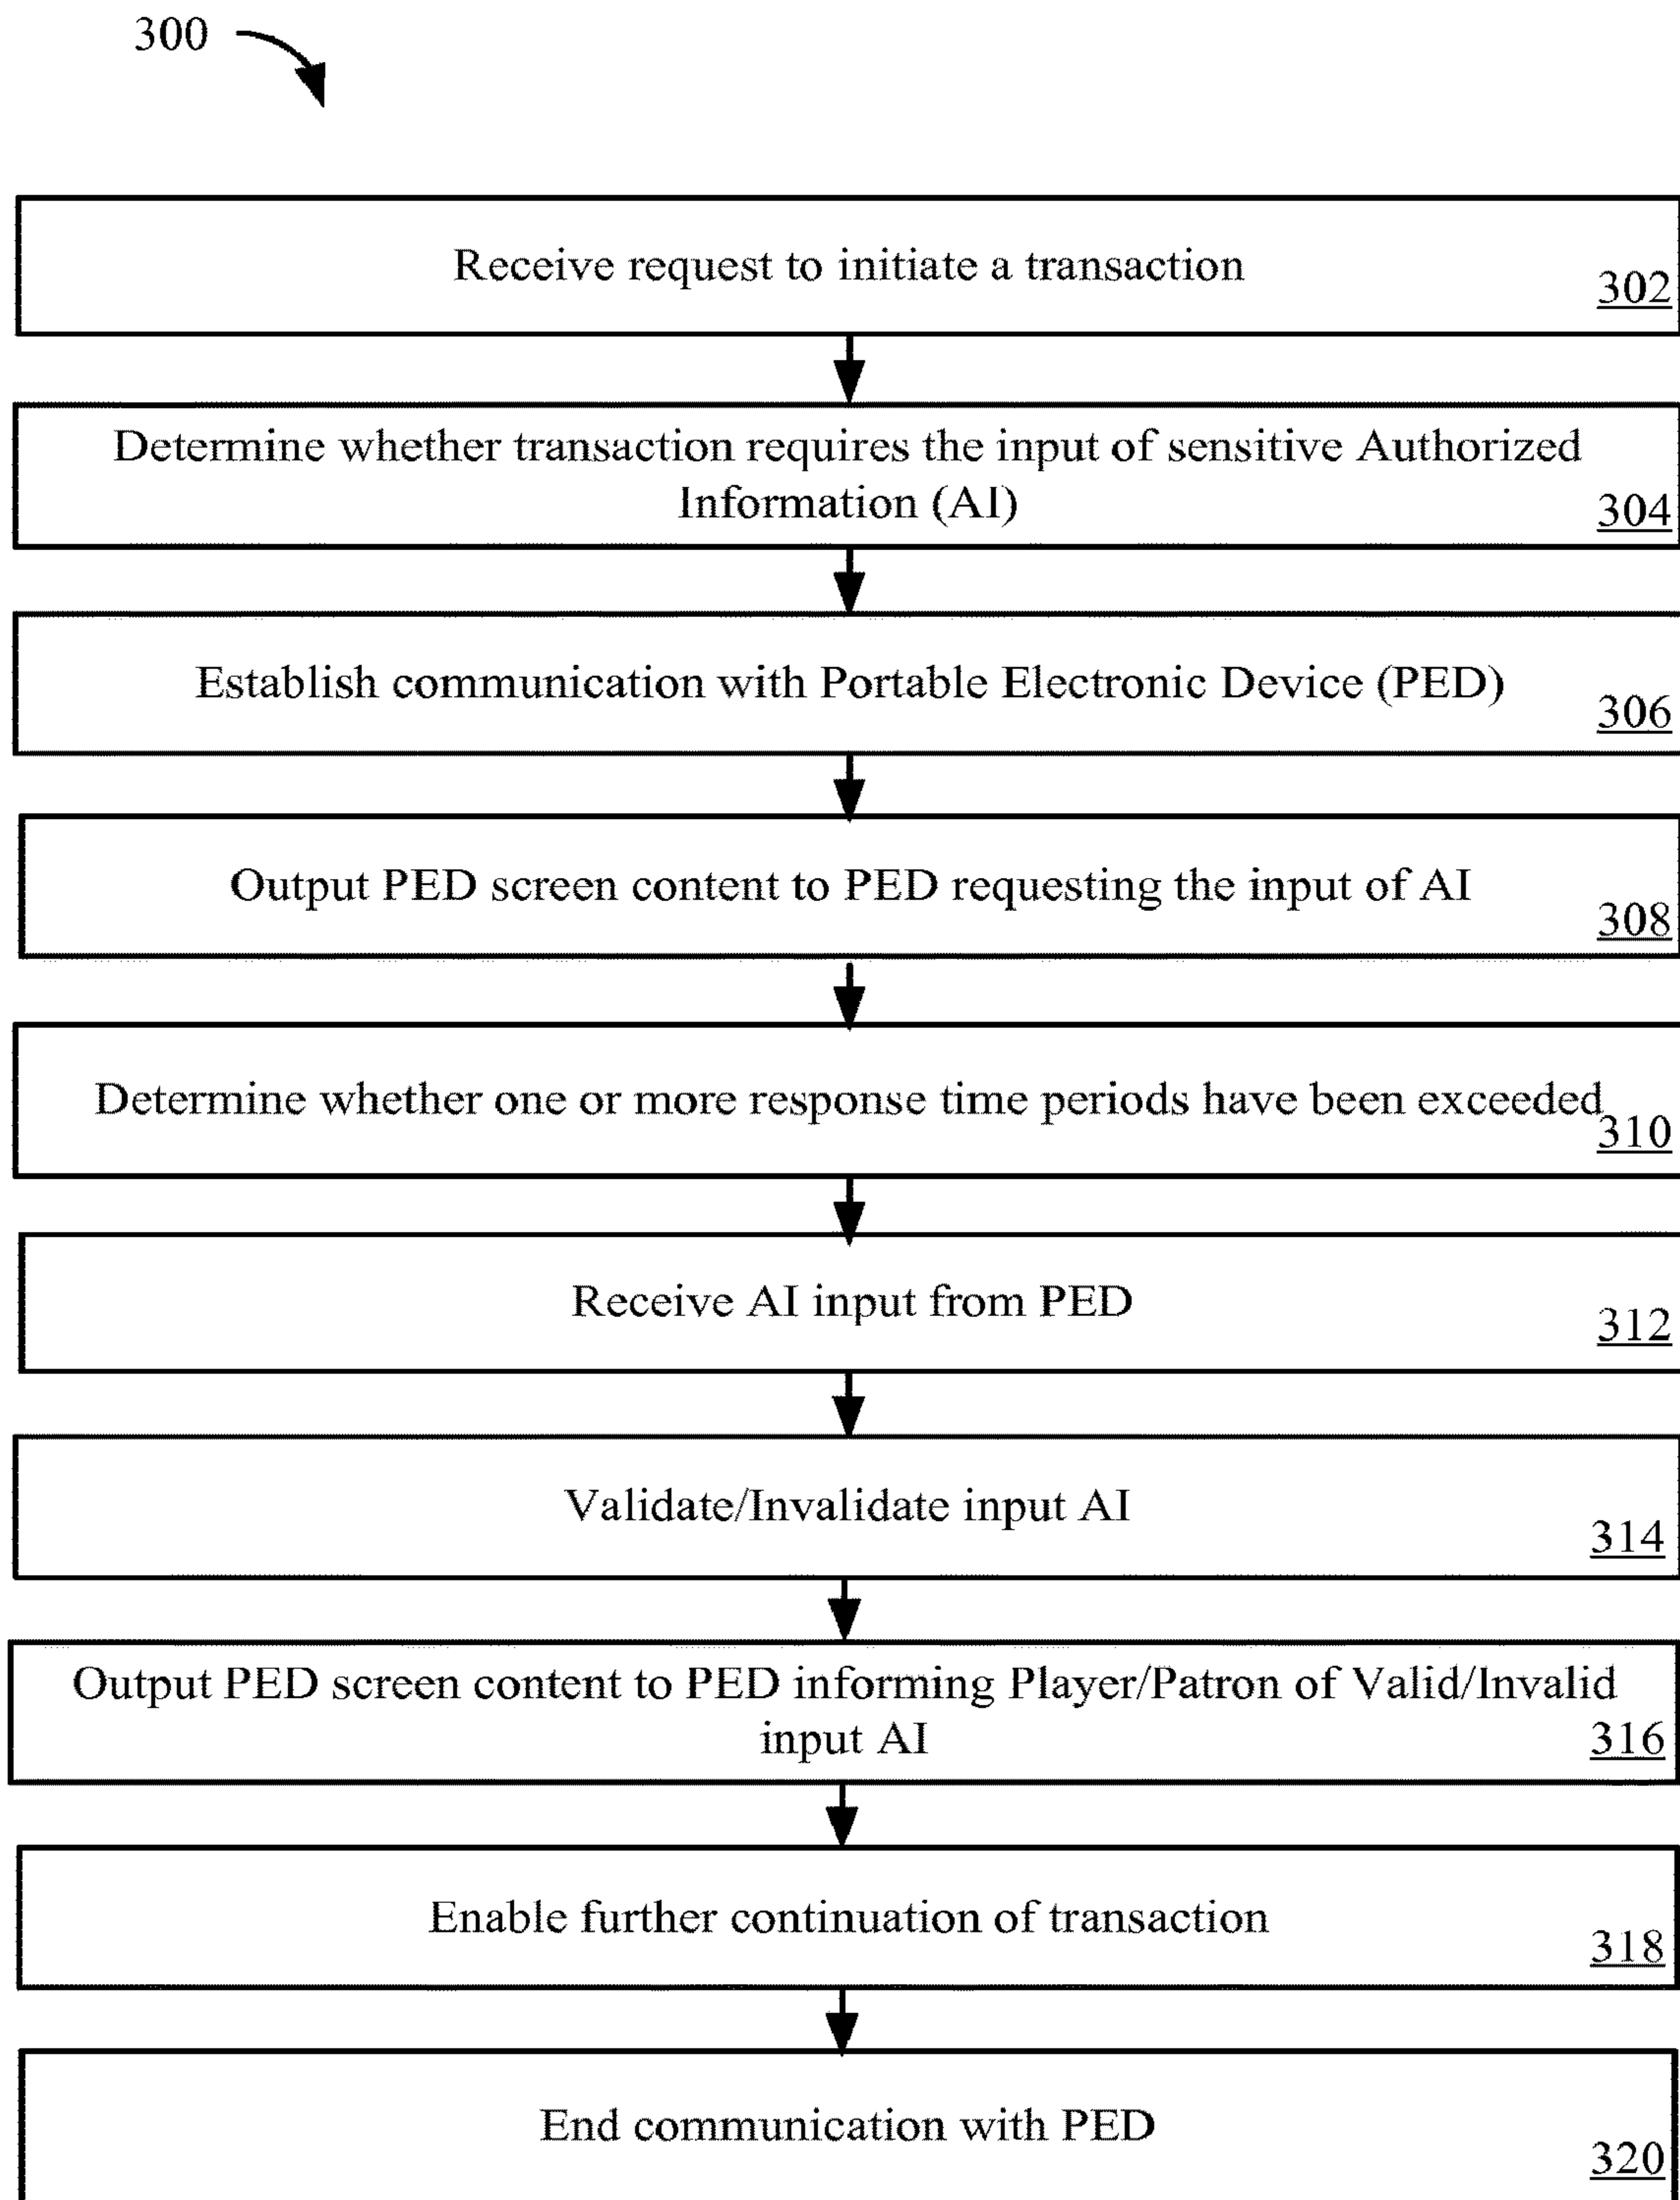 300
Receive request to initiate a transaction
302
Determine whether transaction requires the input of sensitive Authorized
Information (AI)
304
Establish communication with Portable Electronic Device (PED)
306
Output PED screen content to PED requesting the input of AI
308
Determine whether one or more response time periods have been exceeded
310
Receive AI input from PED
312
Validate/Invalidate input AI
314
Output PED screen content to PED informing Player/Patron of Valid/Invalid
input AI
316
Enable further continuation of transaction
318
End communication with PED
320